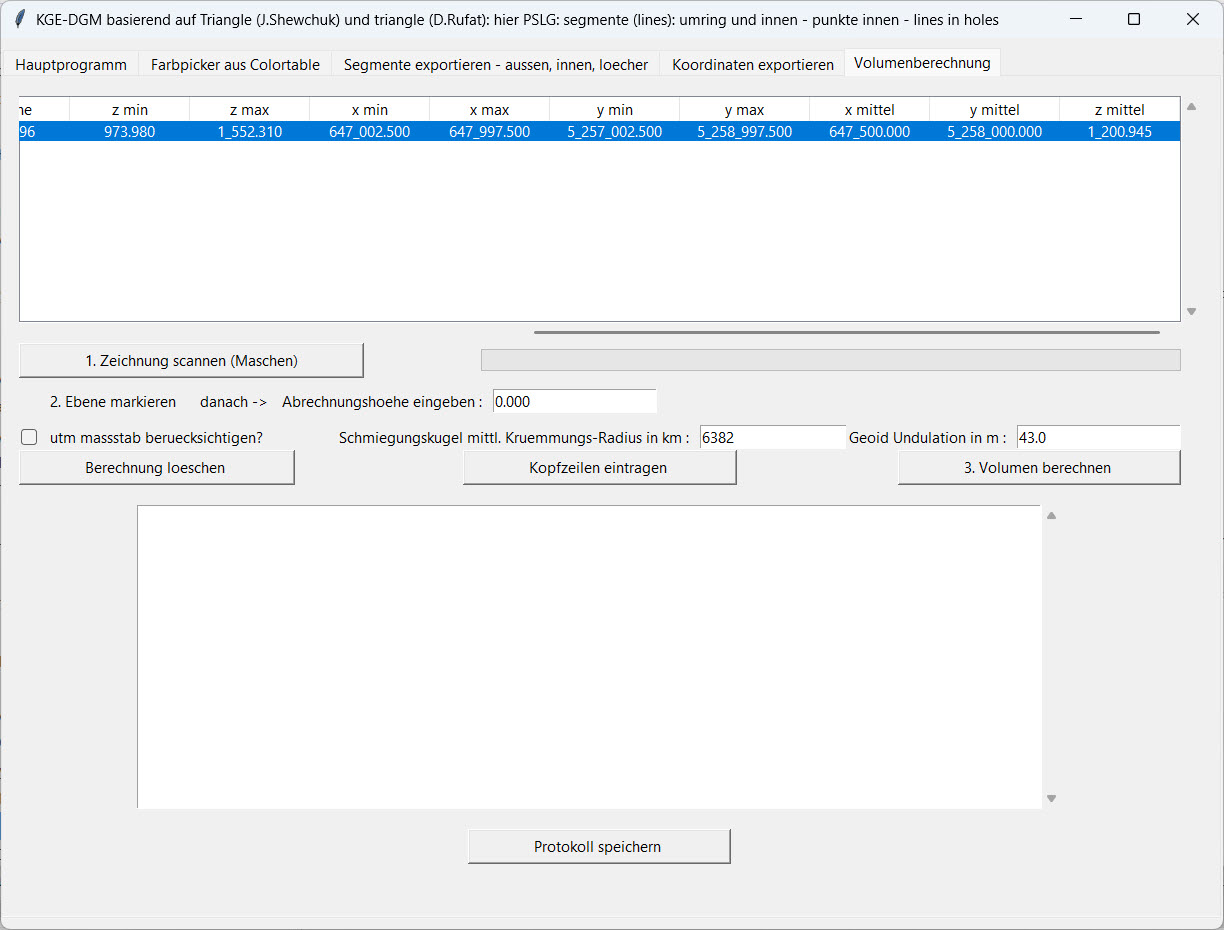 KGE-DGM basierend auf Triangle (J.Shewchuk) und triangle (D.Rufat): hier PSLG: segmente (lines): umring und innen - punkte innen - lines in holes
Hauptprogramm Farbpicker aus Colortable Segmente exportieren - aussen, innen, loecher Koordinaten exportieren Volumenberechnung
ne z min z max x min x max y min y max x mittel y mittel z mittel
96 973.980 1_552.310 647_002.500 647_997.500 5_257_002.500 5_258_997.500 647_500.000 5_258_000.000 1_200.945
1. Zeichnung scannen (Maschen)
2. Ebene markieren danach -> Abrechnungshoehe eingeben : 0.000
utm massstab beruecksichtigen? Schmiegungskugel mittl. Kruemmungs-Radius in km : 6382 Geoid Undulation in m : 43.0
Berechnung loeschen Kopfzeilen eintragen 3. Volumen berechnen
Protokoll speichern